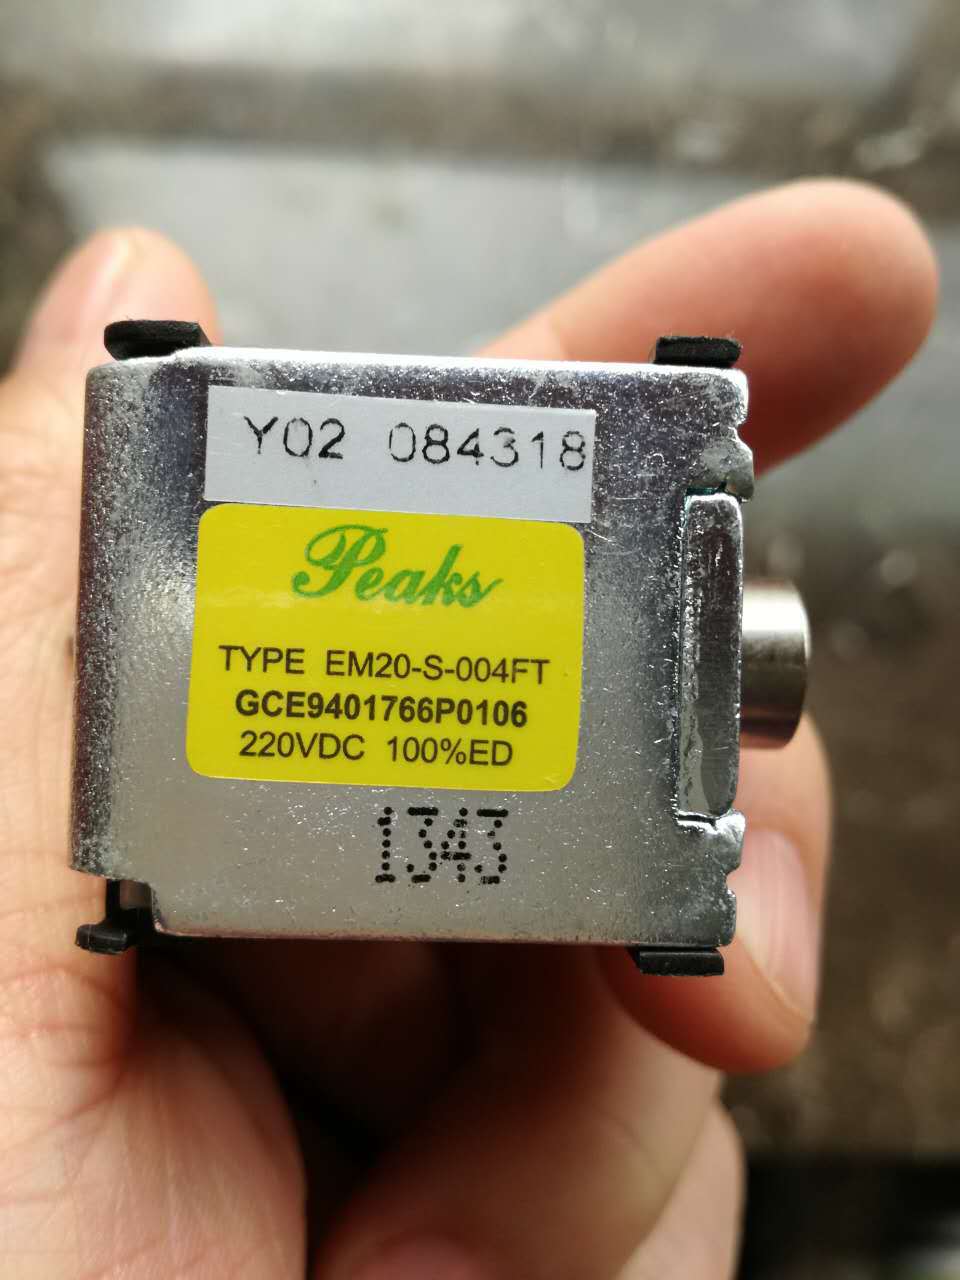 Y02 084318
Peaks
TYPE EM20-S-004FT
GCE9401766P0106
220VDC 100%ED
1343